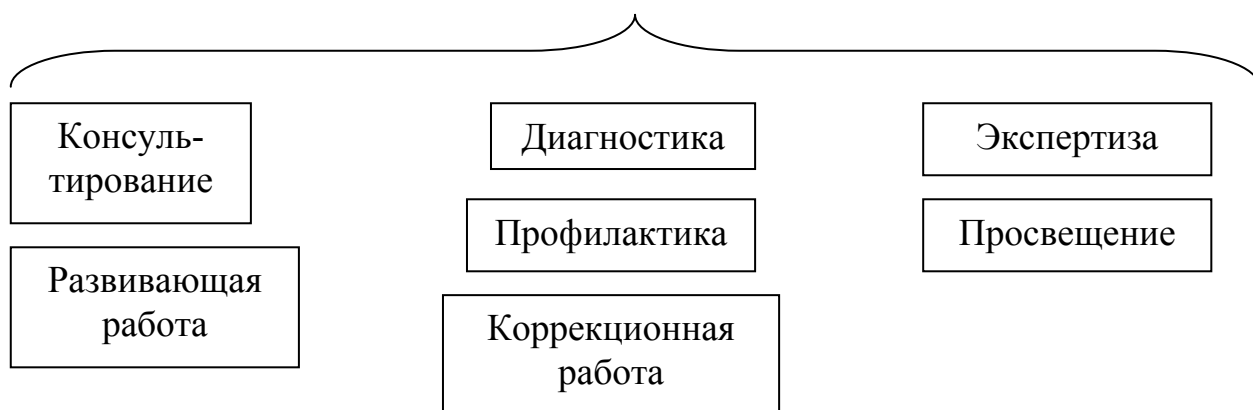 Консуль-
тирование
Развивающая
работа
Диагностика
Профилактика
Коррекционная
работа
Экспертиза
Просвещение